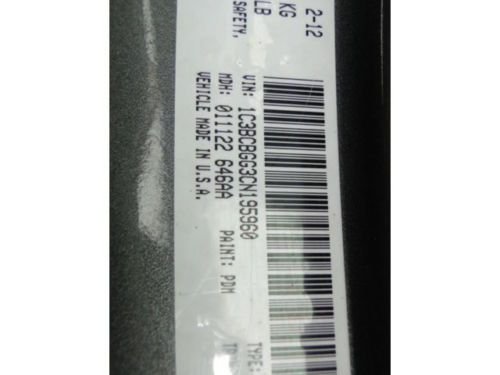 2-12
KG
LB
SAFETY,
VIN: 1C3BCBGG3CN195960
TYPE:
MDH: 011122 646AA PAINT: PDM
VEHICLE MADE IN U.S.A.